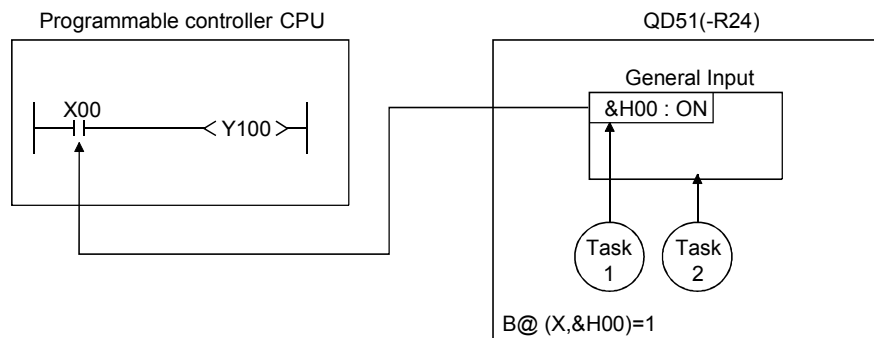 Programmable controller CPU
X00
Y100
QD51(-R24)
General Input
&H00 : ON
Task
1
Task
2
B@ (X,&H00)=1